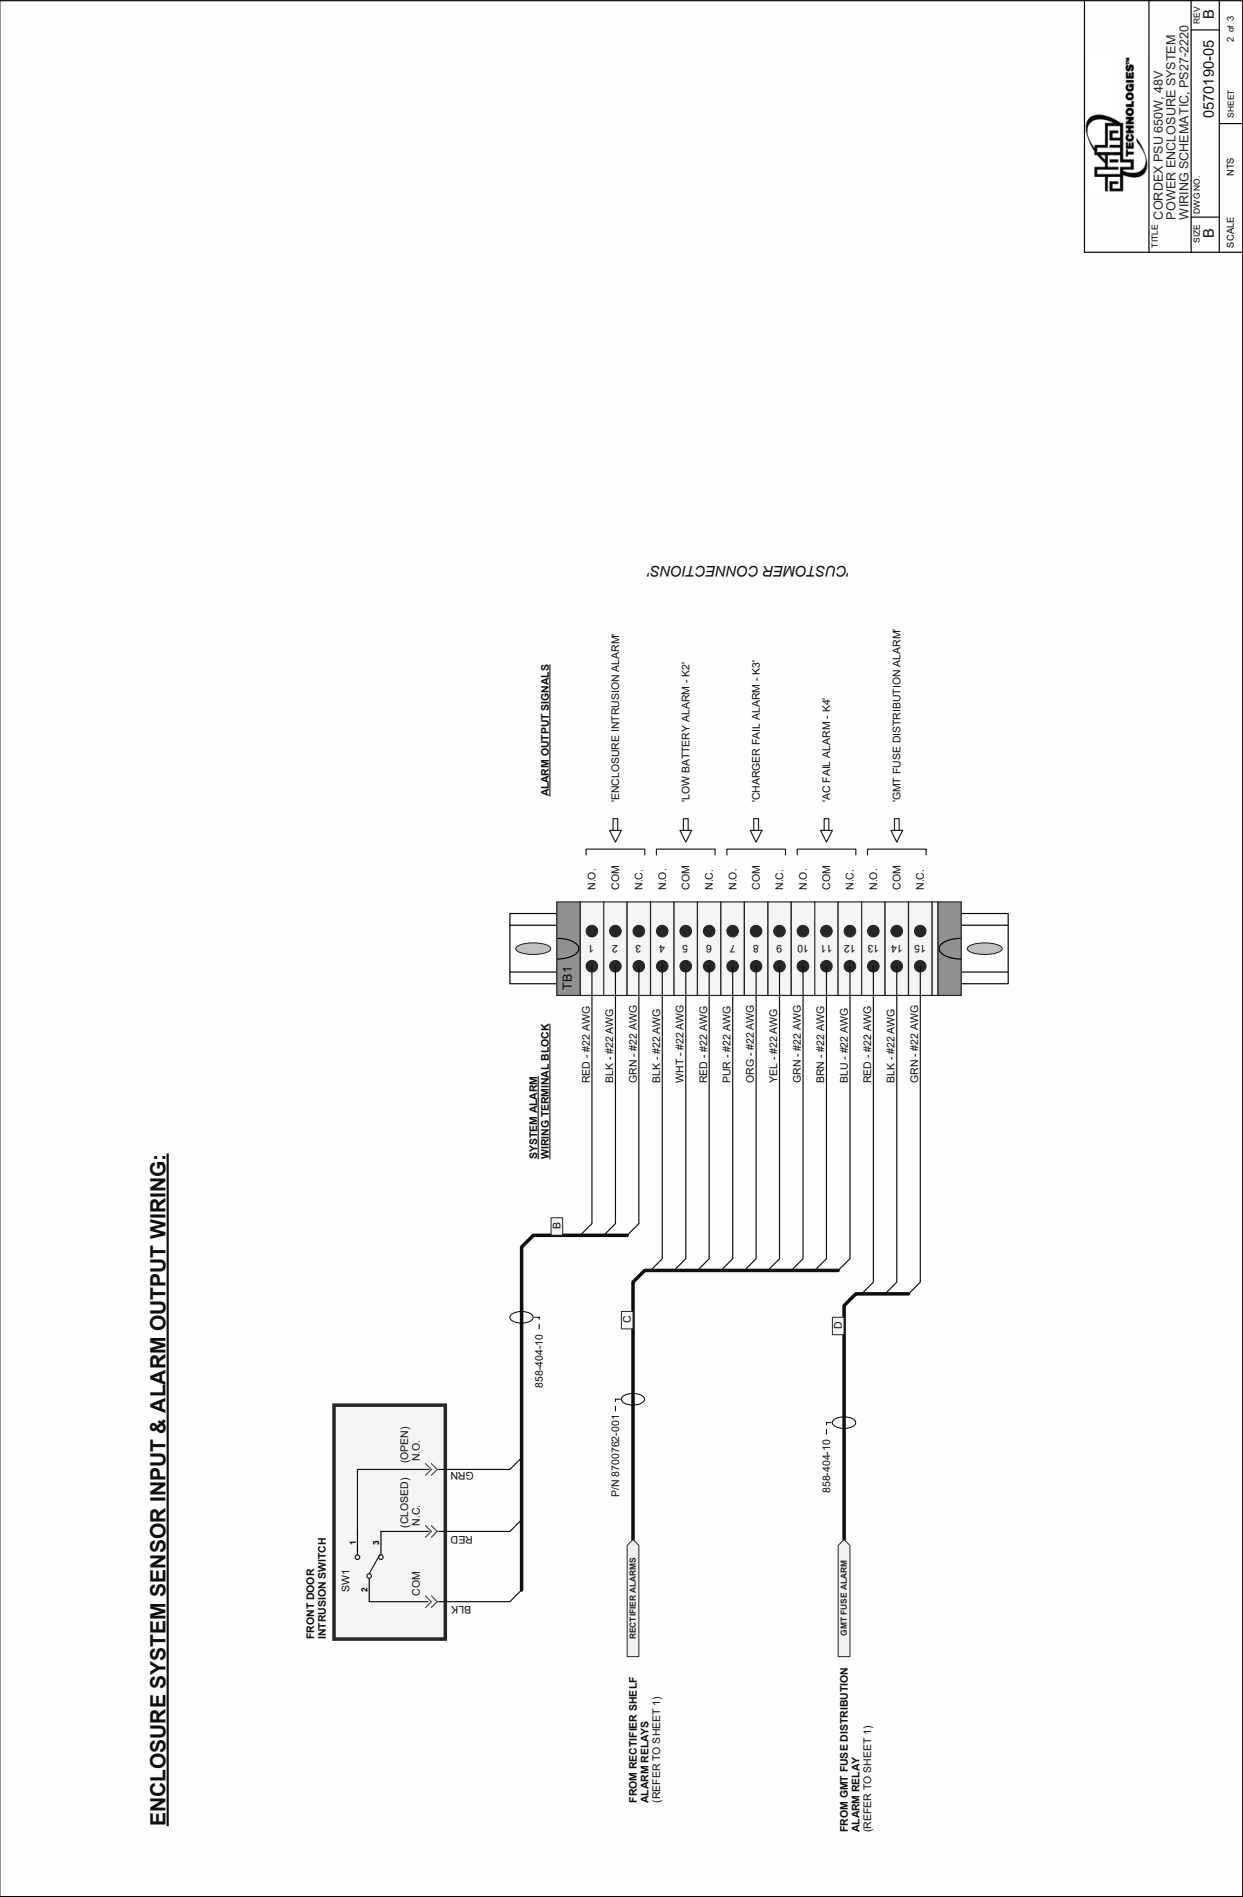 ENCLOSURE SYSTEM SENSOR INPUT & ALARM OUTPUT WIRING:
FRONT DOOR
INTRUSION SWITCH
SW1
1
2
3
COM
(CLOSED)
N.C.
(OPEN)
N.O.
BLK
RED
GRN
858-404-10
B
SYSTEM ALARM
WIRING TERMINAL BLOCK
ALARM OUTPUT SIGNALS
TB1
RED - #22 AWG
1
N.O.
BLK - #22 AWG
2
COM
'ENCLOSURE INTRUSION ALARM'
GRN - #22 AWG
3
N.C.
BLK - #22 AWG
4
N.O.
WHT - #22 AWG
5
COM
'LOW BATTERY ALARM - K2'
RED - #22 AWG
6
N.C.
PUR - #22 AWG
7
N.O.
ORG - #22 AWG
8
COM
'CHARGER FAIL ALARM - K3'
YEL - #22 AWG
9
N.C.
GRN - #22 AWG
10
N.O.
BRN - #22 AWG
11
COM
'AC FAIL ALARM - K4'
BLU - #22 AWG
12
N.C.
RED - #22 AWG
13
N.O.
BLK - #22 AWG
14
COM
'GMT FUSE DISTRIBUTION ALARM'
GRN - #22 AWG
15
N.C.
'CUSTOMER CONNECTIONS'
FROM RECTIFIER SHELF
ALARM RELAYS
(REFER TO SHEET 1)
RECTIFIER ALARMS
P/N 8700762-001
C
FROM GMT FUSE DISTRIBUTION
ALARM RELAY
(REFER TO SHEET 1)
GMT FUSE ALARM
858-404-10
D
alpha
TECHNOLOGIES™
TITLE
CORDEX PSU 650W, 48V
POWER ENCLOSURE SYSTEM
WIRING SCHEMATIC, PS27-2220
SIZE
B
DWG NO.
0570190-05
REV
B
SCALE
NTS
SHEET
2 of 3